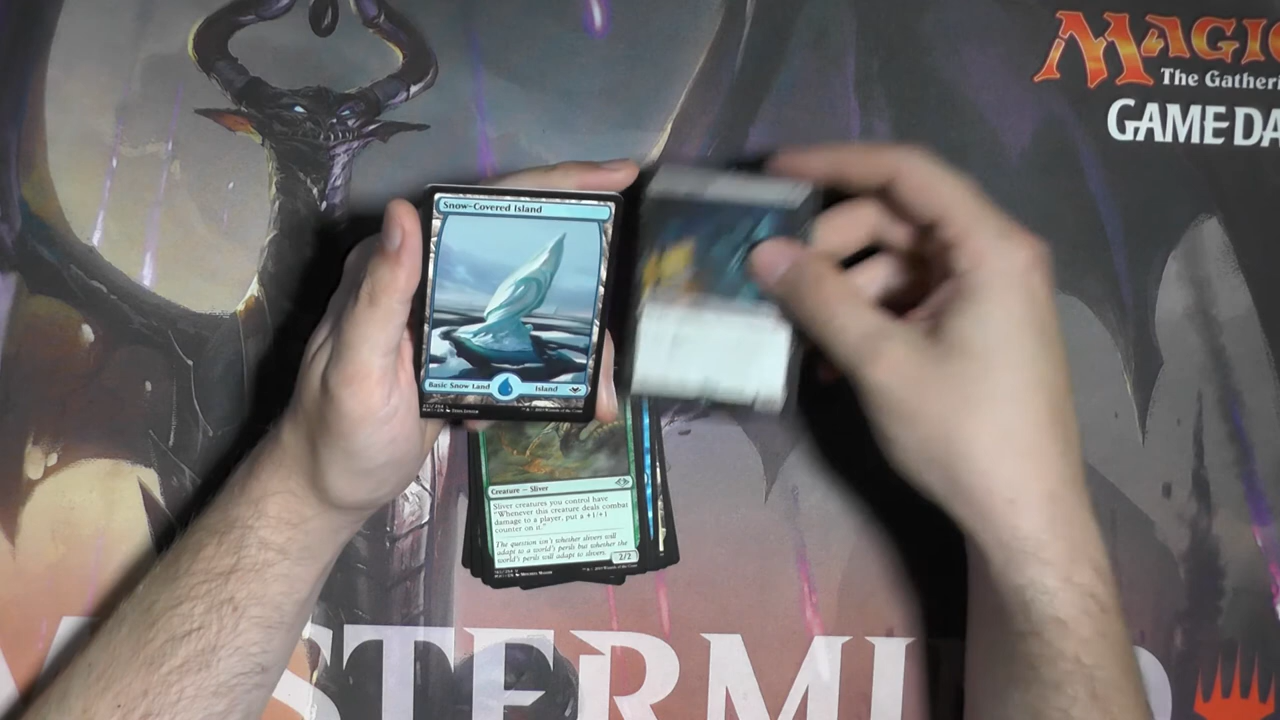 MAGIC
The Gatheri
GAME DA
Snow-Covered Island
Basic Snow Land
Island
Creature — Sliver
Sliver creatures you control have
"Whenever this creature deals combat
damage to a player, put a +1/+1
counter on it."
The question isn't whether slivers will
adapt to a world's perils but whether the
world's perils will adapt to slivers.
2/2
STERMI